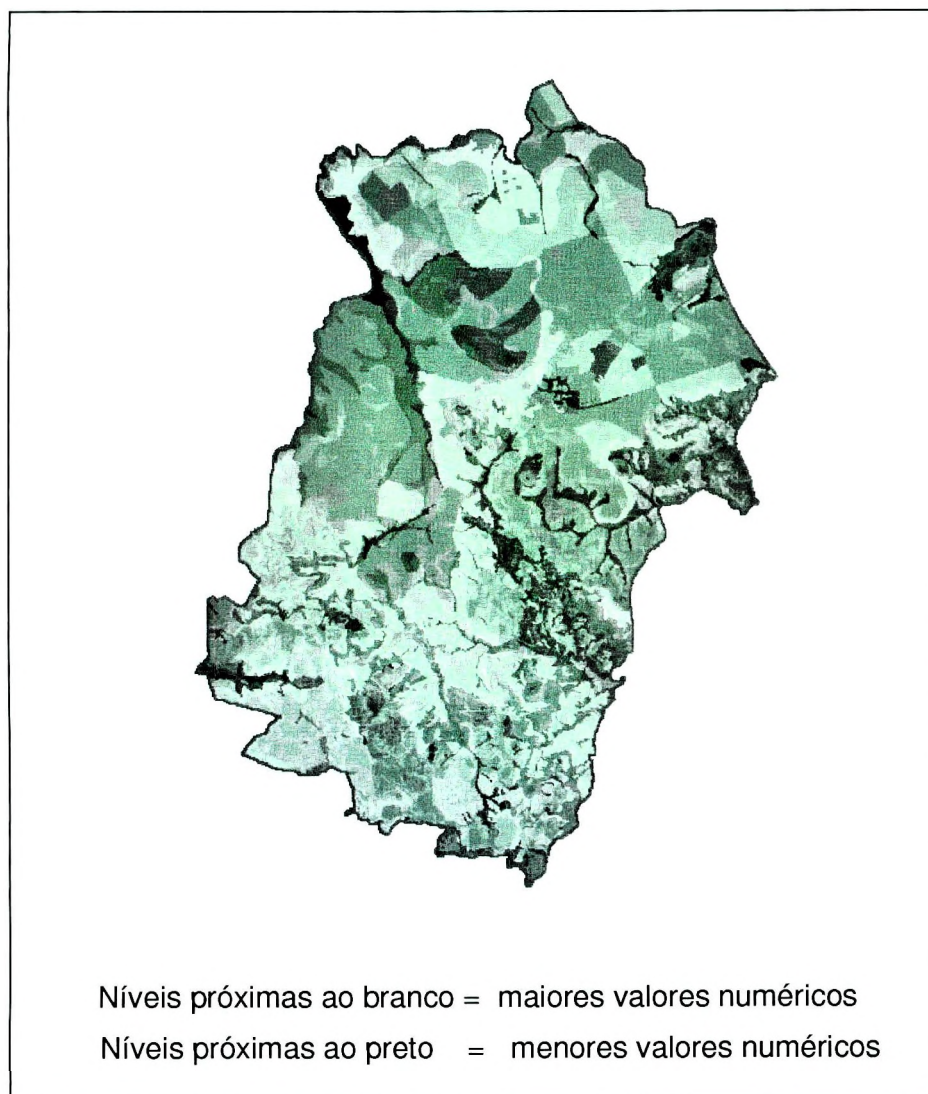 Níveis próximas ao branco = maiores valores numéricos
Níveis próximas ao preto = menores valores numéricos